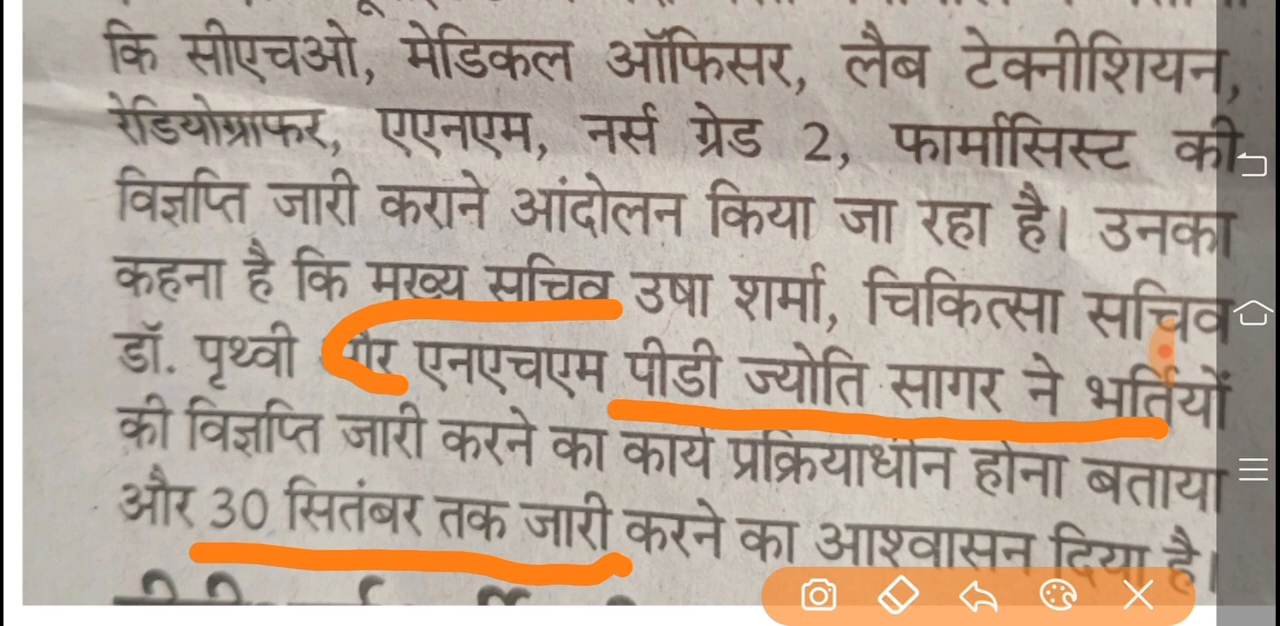 कि सीएचओ, मेडिकल ऑफिसर, लैब टेक्नीशियन,
रेडियोग्राफर, एएनएम, नर्स ग्रेड 2, फार्मासिस्ट की
विज्ञप्ति जारी कराने आंदोलन किया जा रहा है। उनका
कहना है कि मुख्य सचिव उषा शर्मा, चिकित्सा सचिव
डॉ. पृथ्वी और एनएचएम पीडी ज्योति सागर ने भर्तियों
की विज्ञप्ति जारी करने का कार्य प्रक्रियाधीन होना बताया
और 30 सितंबर तक जारी करने का आश्वासन दिया है।